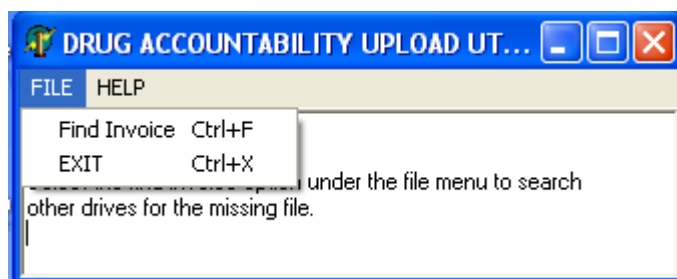 DRUG ACCOUNTABILITY UPLOAD UT...
FILE HELP
Find Invoice Ctrl+F
EXIT Ctrl+X
under the file menu to search
other drives for the missing file.